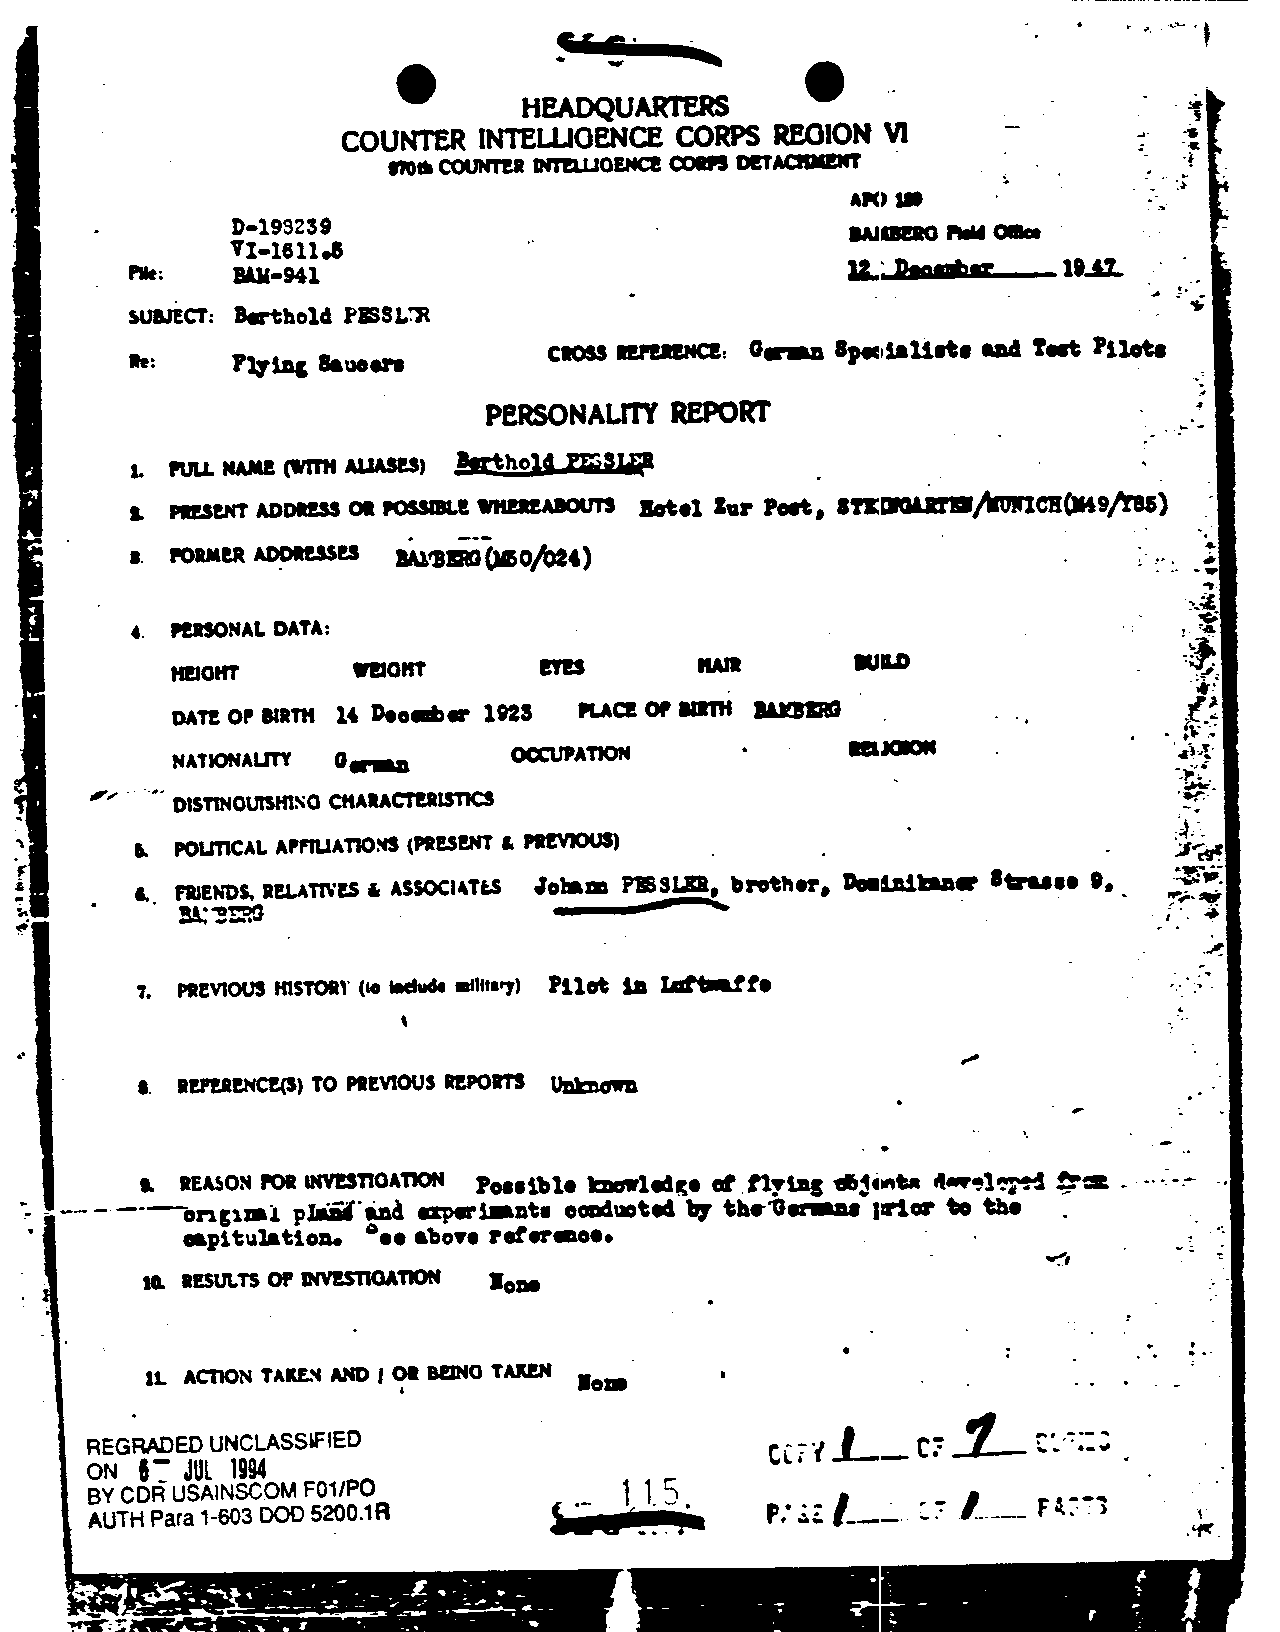 HEADQUARTERS
COUNTER INTELLIGENCE CORPS REGION VI
970th COUNTER INTELLIGENCE CORPS DETACHMENT
APO 139
D-198239
BAMBERG Field Office
VI-1611.6
File: BAM-941
12 December 1947
SUBJECT: Berthold PESSLER
Re: Flying Saucers
CROSS REFERENCE: German Specialists and Test Pilots
PERSONALITY REPORT
1. FULL NAME (WITH ALIASES) Berthold PESSLER
2. PRESENT ADDRESS OR POSSIBLE WHEREABOUTS Hotel Zur Post, /MUNICH(M49/Y85)
3. FORMER ADDRESSES BAMBERG(M50/024)
4. PERSONAL DATA:
HEIGHT WEIGHT EYES HAIR BUILD
DATE OF BIRTH 14 December 1923 PLACE OF BIRTH BAMBERG
NATIONALITY German OCCUPATION RELIGION
DISTINGUISHING CHARACTERISTICS
5. POLITICAL AFFILIATIONS (PRESENT & PREVIOUS)
6. FRIENDS, RELATIVES & ASSOCIATES Johann PESSLER, brother, Dominikaner Strasse 9,
BAMBERG
7. PREVIOUS HISTORY (to include military) Pilot in Luftwaffe
8. REFERENCE(S) TO PREVIOUS REPORTS Unknown
9. REASON FOR INVESTIGATION Possible knowledge of flying objects developed from
original plans and experimants conducted by the Germans prior to the
capitulation. See above reference.
10. RESULTS OF INVESTIGATION None
11. ACTION TAKEN AND / OR BEING TAKEN None
REGRADED UNCLASSIFIED
ON 6 JUL 1994
BY CDR USAINSCOM F01/PO
AUTH Para 1-603 DOD 5200.1R
115.
COPY 1 OF 7 COPIES
PAGE 1 OF 1 PAGES